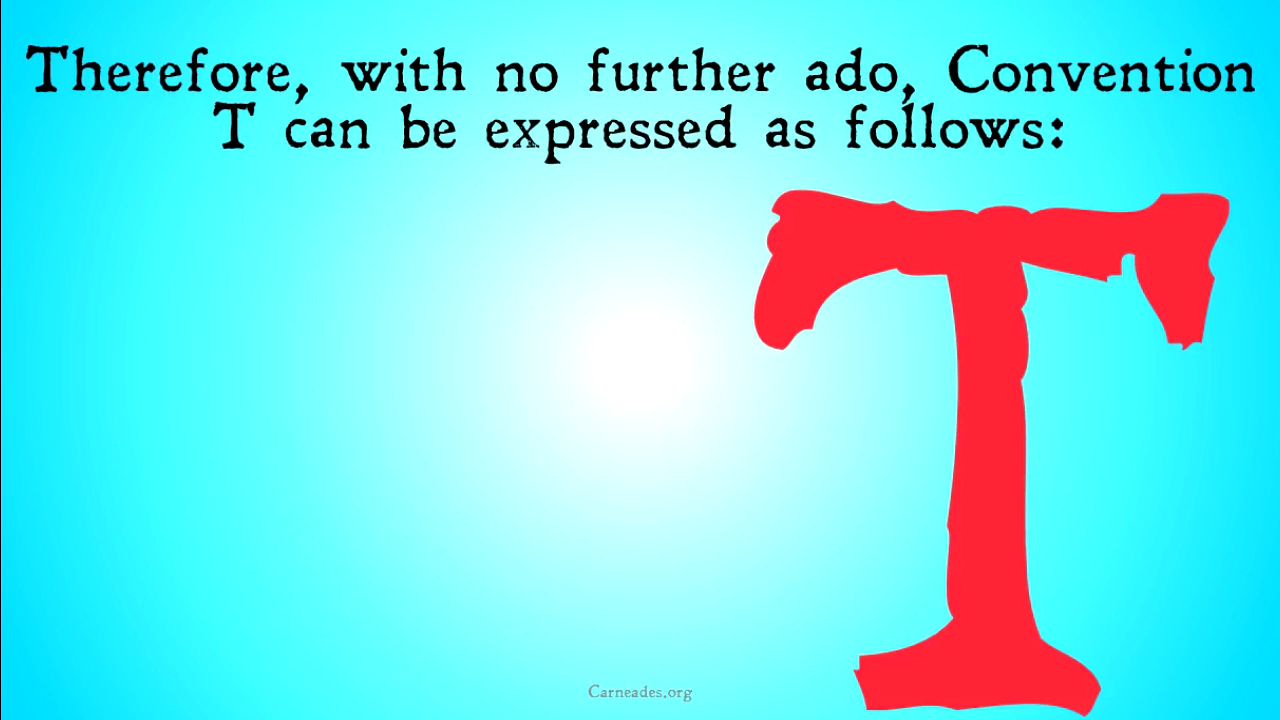 Therefore, with no further ado, Convention
T can be expressed as follows:
T
Carneades.org